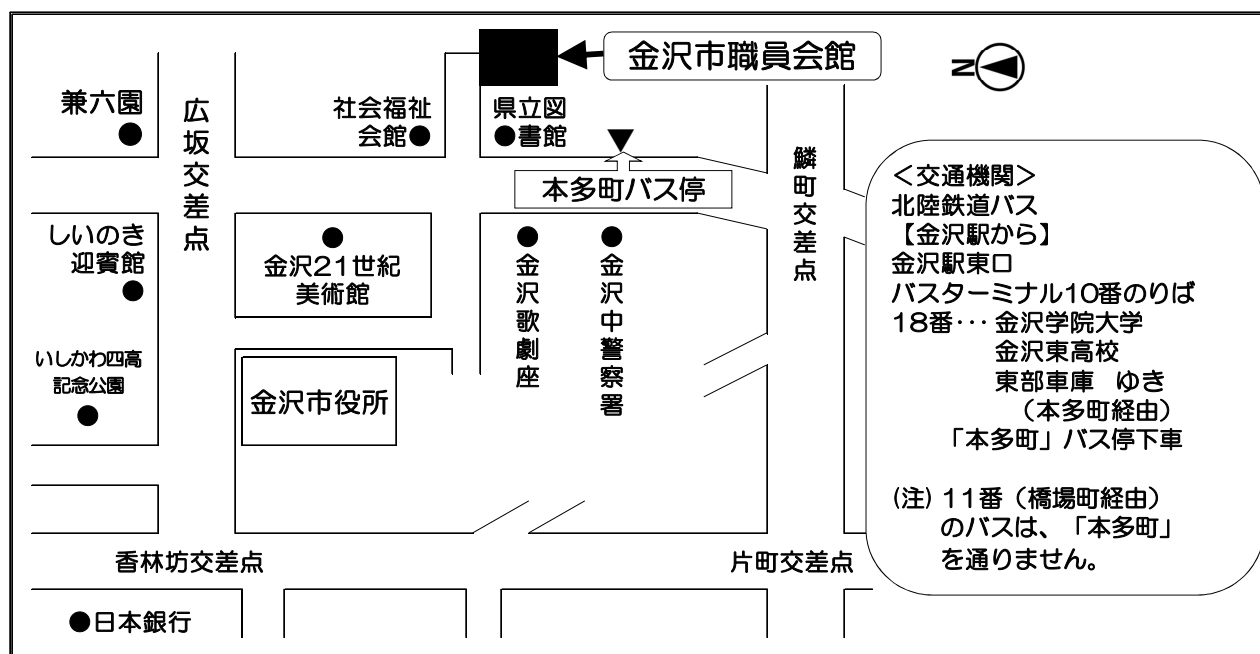 金沢市職員会館
N
兼六園
広坂交差点
社会福祉
会館
県立図
書館
本多町バス停
鱗町交差点
しいのき
迎賓館
金沢21世紀
美術館
金沢歌劇座
金沢中警察署
いしかわ四高
記念公園
金沢市役所
香林坊交差点
片町交差点
日本銀行
<交通機関>
北陸鉄道バス
【金沢駅から】
金沢駅東口
バスターミナル10番のりば
18番…金沢学院大学
金沢東高校
東部車庫 ゆき
(本多町経由)
「本多町」バス停下車
(注) 11番(橋場町経由)
のバスは、「本多町」
を通りません。